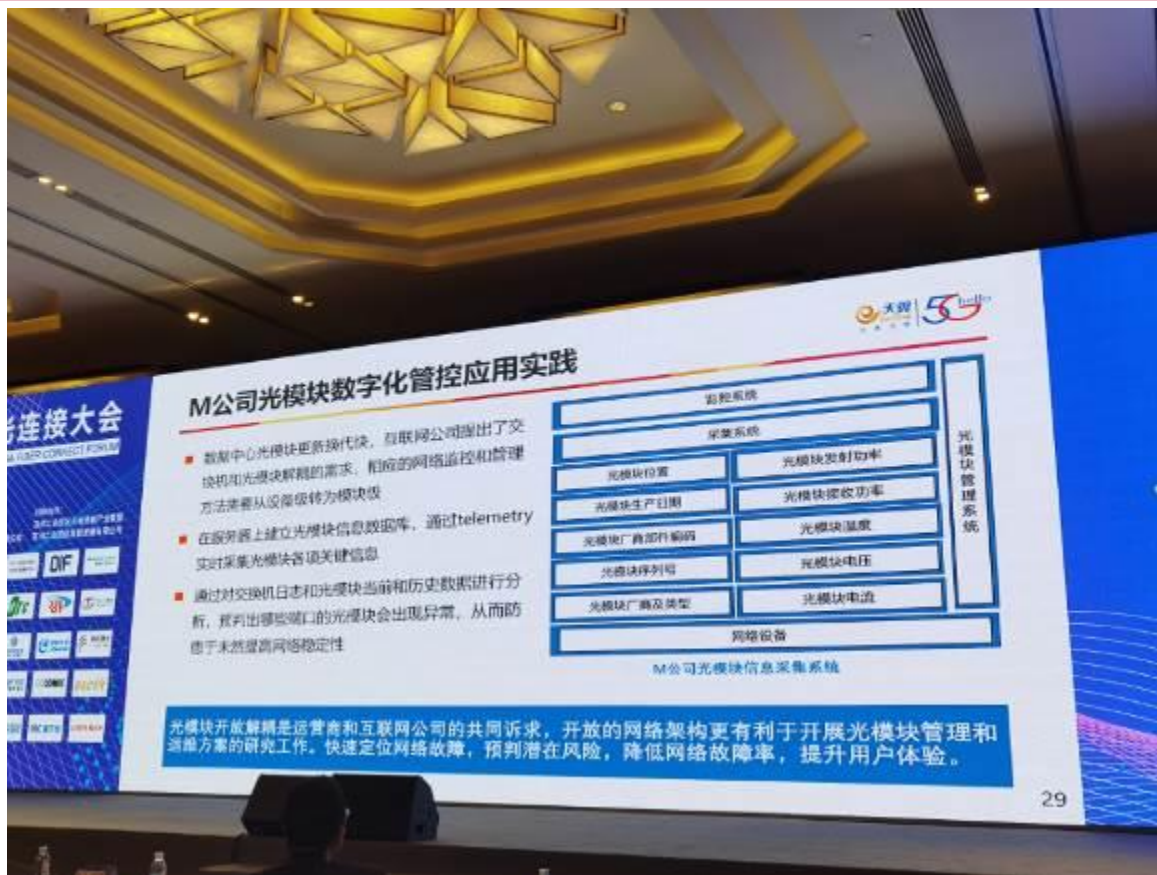 天翼
5G
hello
M公司光模块数字化管控应用实践
连接大会
FIBER CONNECT FORUM
数据中心光模块更新换代快，互联网公司提出了交
换机和光模块解耦的需求，相应的网络监控和管理
方法需要从设备级转为模块级
在服务器上建立光模块信息数据库，通过telemetry
实时采集光模块各项关键信息
通过对交换机日志和光模块当前和历史数据进行分
析，预判出哪些端口的光模块会出现异常，从而防
患于未然提高网络稳定性
监控系统
采集系统
光模块位置
光模块发射功率
光模块生产日期
光模块接收功率
光模块厂商部件编码
光模块温度
光模块序列号
光模块电压
光模块厂商及类型
光模块电流
网络设备
光模块管理系统
M公司光模块信息采集系统
光模块开放解耦是运营商和互联网公司的共同诉求，开放的网络架构更有利于开展光模块管理和
运维方案的研究工作。快速定位网络故障，预判潜在风险，降低网络故障率，提升用户体验。
29
OIF